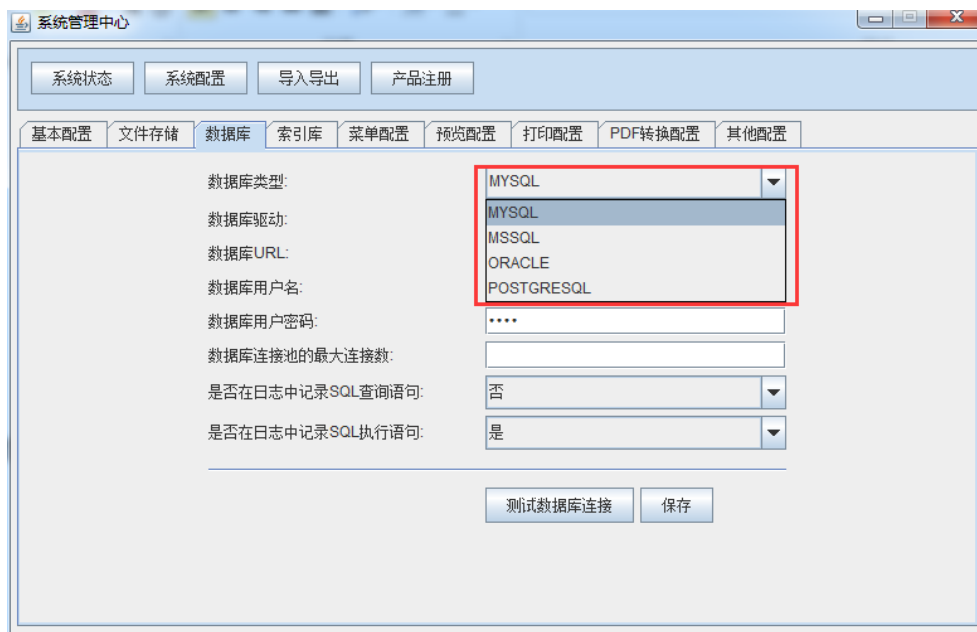 系统管理中心
系统状态 系统配置 导入导出 产品注册
基本配置 文件存储 数据库 索引库 菜单配置 预览配置 打印配置 PDF转换配置 其他配置
数据库类型: MYSQL
数据库驱动: MYSQL
MSSQL
数据库URL: ORACLE
数据库用户名: POSTGRESQL
数据库用户密码: ••••
数据库连接池的最大连接数:
是否在日志中记录SQL查询语句: 否
是否在日志中记录SQL执行语句: 是
测试数据库连接 保存